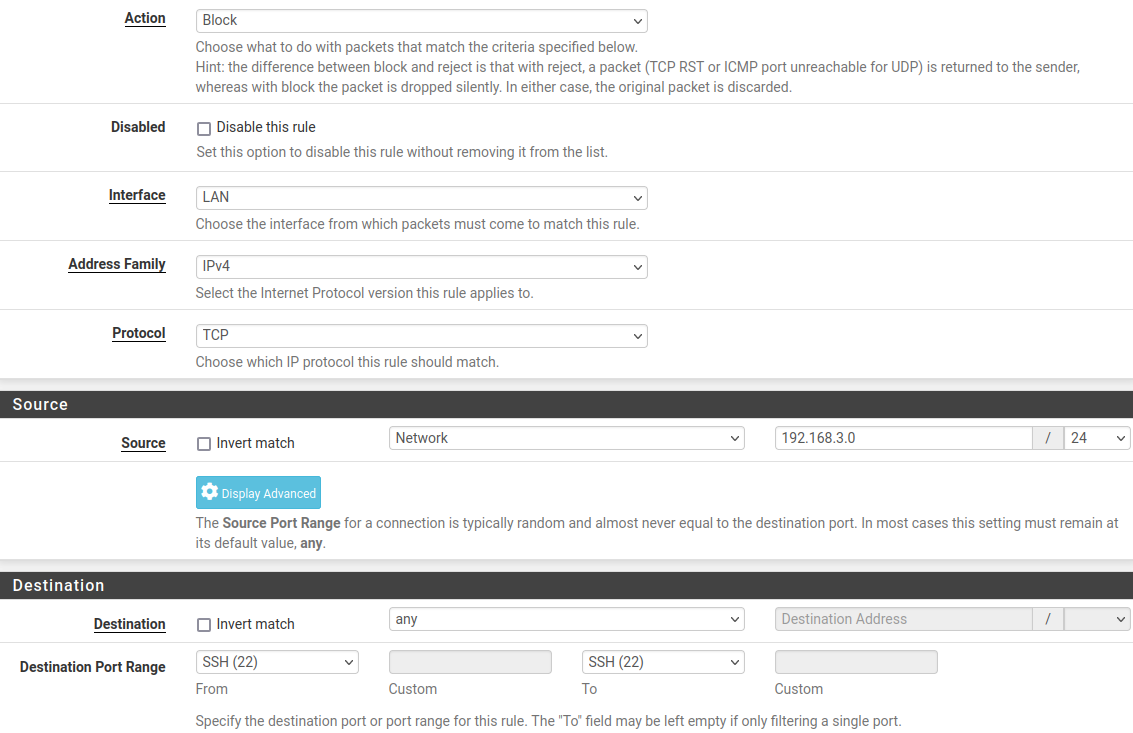 Action Block
Choose what to do with packets that match the criteria specified below.
Hint: the difference between block and reject is that with reject, a packet (TCP RST or ICMP port unreachable for UDP) is returned to the sender,
whereas with block the packet is dropped silently. In either case, the original packet is discarded.
Disabled Disable this rule
Set this option to disable this rule without removing it from the list.
Interface LAN
Choose the interface from which packets must come to match this rule.
Address Family IPv4
Select the Internet Protocol version this rule applies to.
Protocol TCP
Choose which IP protocol this rule should match.
Source
Source Invert match Network 192.168.3.0 / 24
Display Advanced
The Source Port Range for a connection is typically random and almost never equal to the destination port. In most cases this setting must remain at
its default value, any.
Destination
Destination Invert match any Destination Address /
Destination Port Range SSH (22) SSH (22)
From Custom To Custom
Specify the destination port or port range for this rule. The "To" field may be left empty if only filtering a single port.